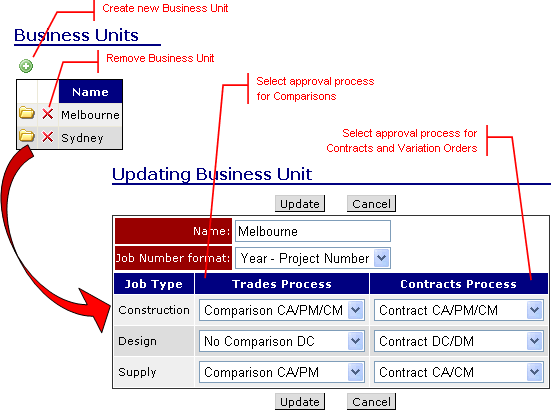 Create new Business Unit
Business Units
Remove Business Unit
Name
Melbourne
Sydney
Select approval process
for Comparisons
Select approval process for
Contracts and Variation Orders
Updating Business Unit
Update Cancel
Name: Melbourne
Job Number format: Year - Project Number
Job Type Trades Process Contracts Process
Construction Comparison CA/PM/CM Contract CA/PM/CM
Design No Comparison DC Contract DC/DM
Supply Comparison CA/PM Contract CA/CM
Update Cancel